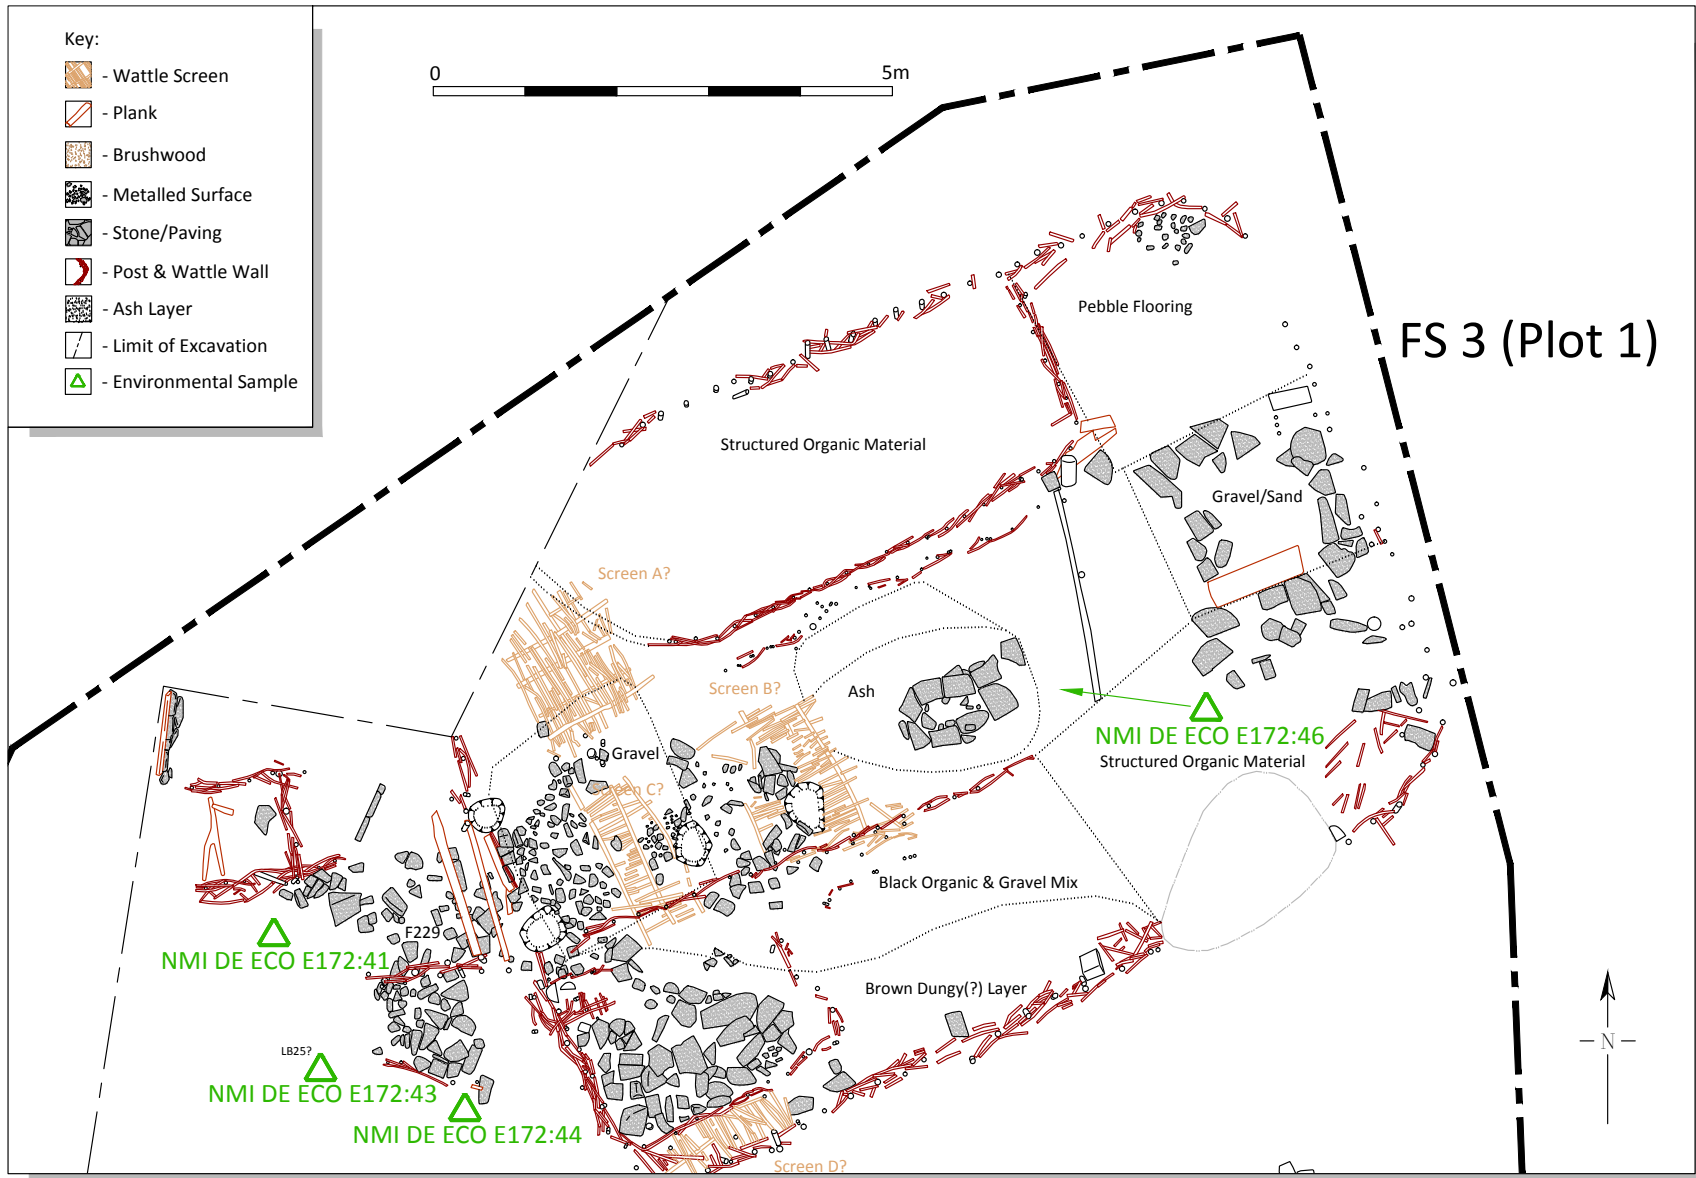 Key:
- Wattle Screen
- Plank
- Brushwood
- Metalled Surface
- Stone/Paving
- Post & Wattle Wall
- Ash Layer
- Limit of Excavation
- Environmental Sample
0 5m
FS 3 (Plot 1)
Pebble Flooring
Structured Organic Material
Gravel/Sand
Screen A?
Screen B?
Ash
NMI DE ECO E172:46
Structured Organic Material
Gravel
Screen C?
Black Organic & Gravel Mix
F229
NMI DE ECO E172:41
Brown Dungy(?) Layer
LB25?
NMI DE ECO E172:43
NMI DE ECO E172:44
Screen D?
N